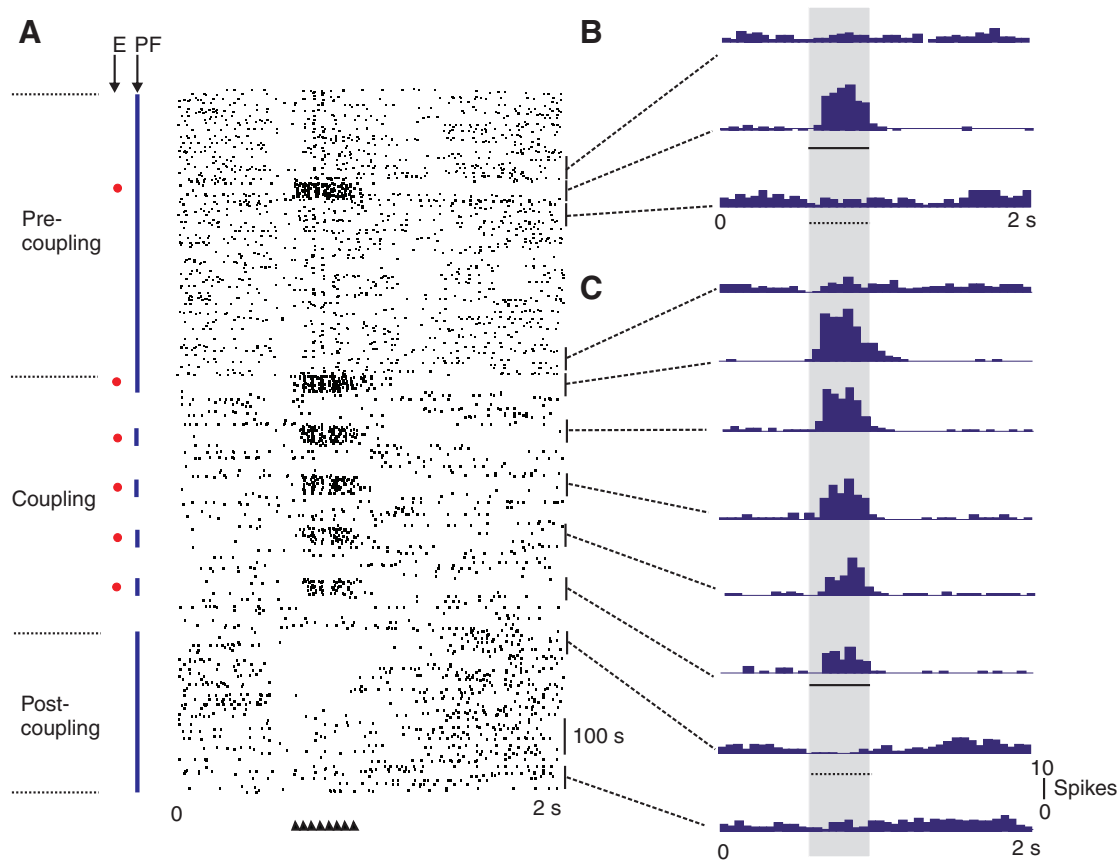 A
E PF
Pre-
coupling
Coupling
Post-
coupling
100 s
0
2 s
B
0
2 s
C
10
Spikes
0
0
2 s